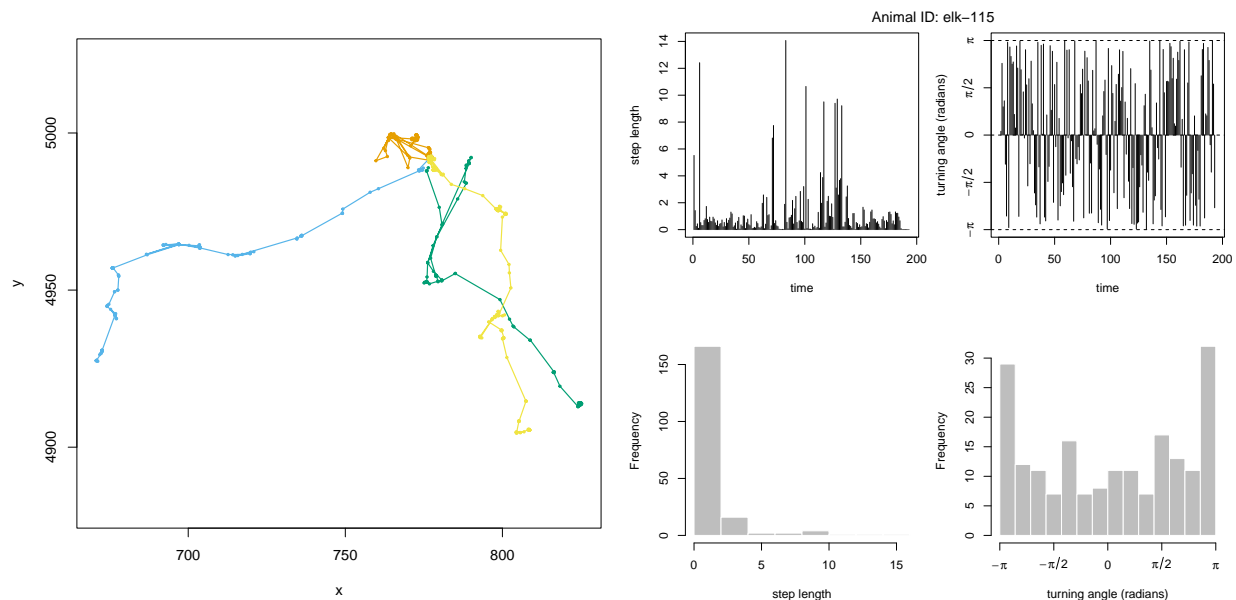 Animal ID: elk−115
y
5000
4950
4900
700
750
800
x
step length
14
12
10
8
6
4
2
0
0
50
100
150
200
time
turning angle (radians)
π
π/2
0
−π/2
−π
0
50
100
150
200
time
Frequency
150
100
50
0
0
5
10
15
step length
Frequency
30
25
20
15
10
5
0
−π
−π/2
0
π/2
π
turning angle (radians)